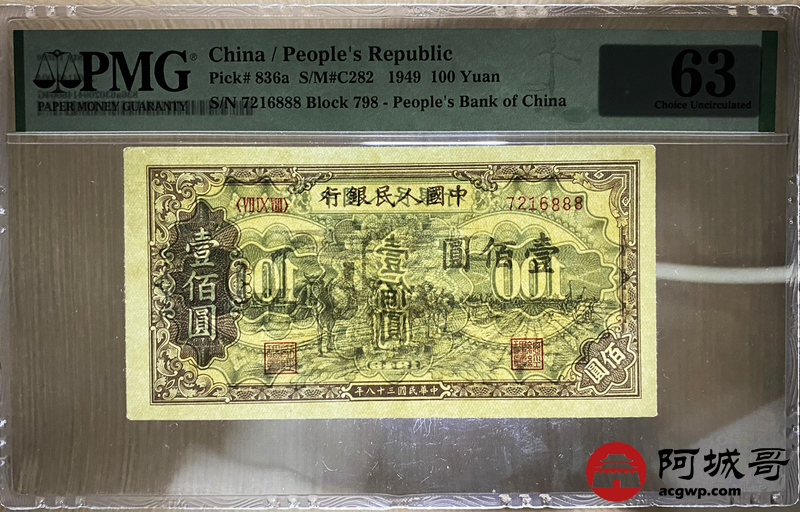 PMG
PAPER MONEY GUARANTY
China / People's Republic
Pick# 836a S/M#C282 1949 100 Yuan
S/N 7216888 Block 798 - People's Bank of China
63
Choice Uncirculated
行銀民人國中
〈VII IX VIII〉
7216888
壹佰圓
100
壹佰圓
圓佰壹
100
佰圓
年八十三國民華中
阿城哥
acgwp.com